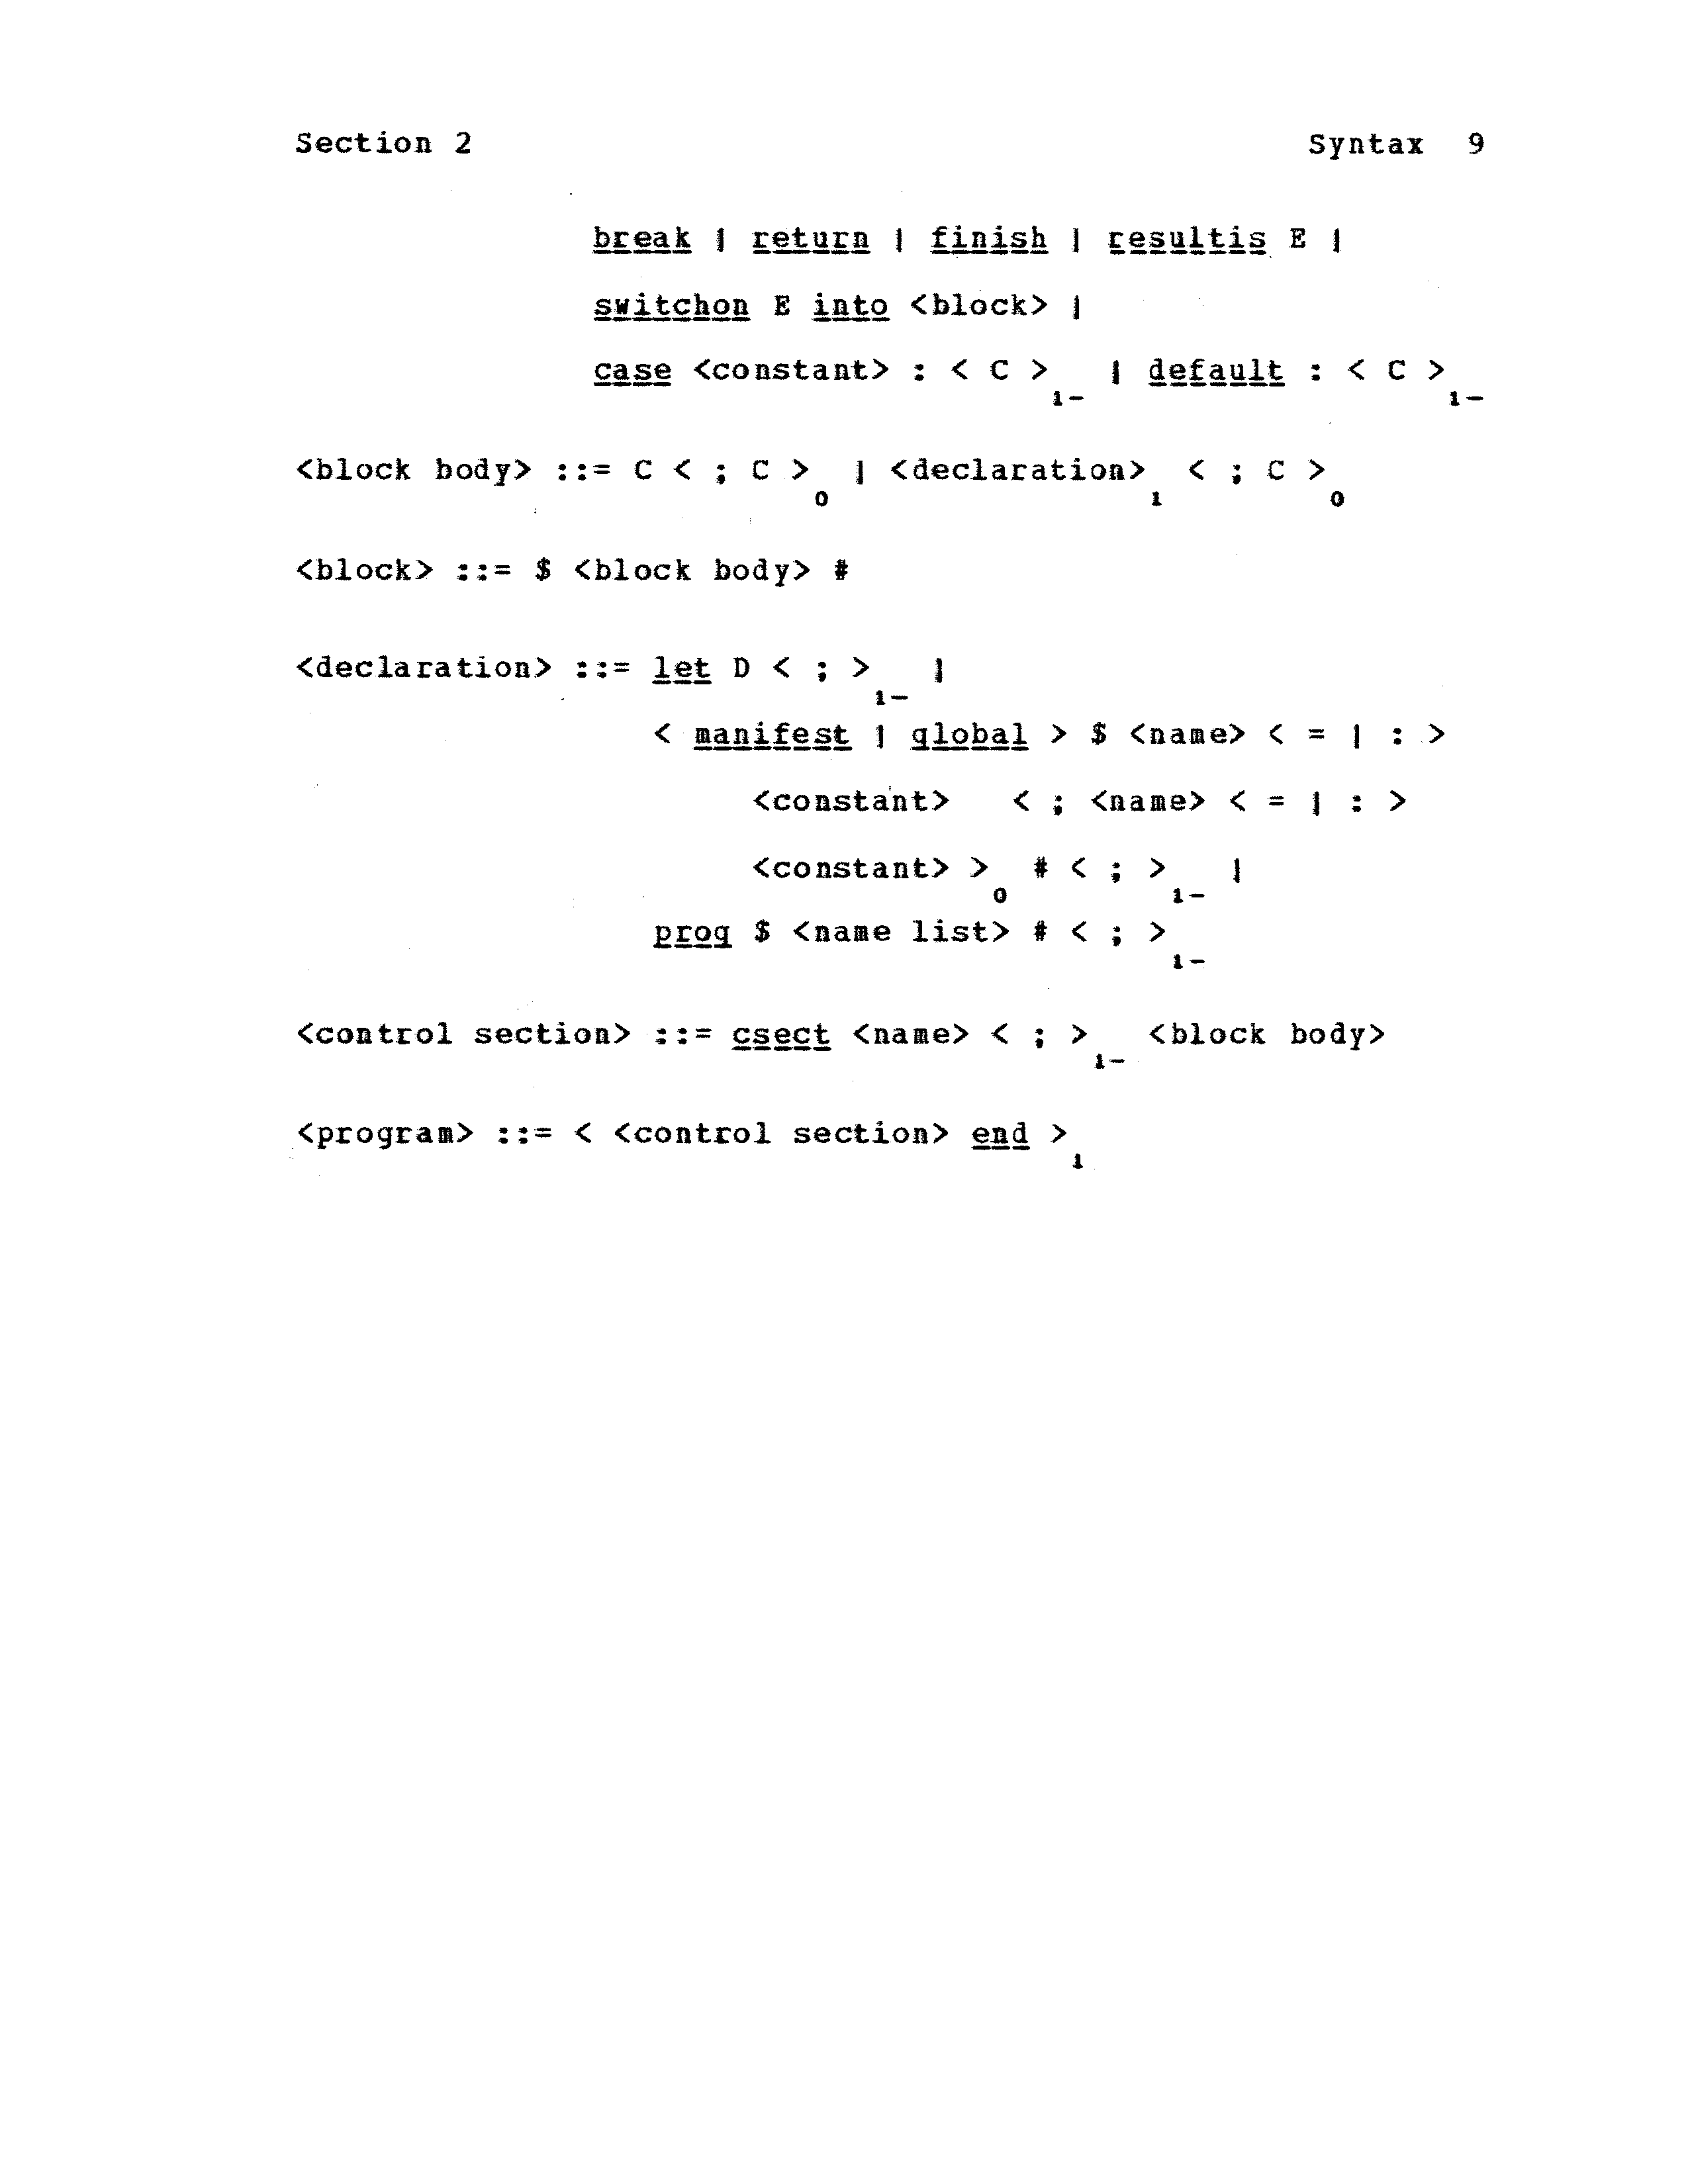 Section 2 Syntax 9
break | return | finish | resultis E |
switchon E into <block> |
case <constant> : < C >1- | default : < C >1-
<block body> ::= C < ; C >0 | <declaration>1 < ; C >0
<block> ::= $ <block body> #
<declaration> ::= let D < ; >1- |
< manifest | global > $ <name> < = | : >
<constant> < ; <name> < = | : >
<constant> >0 # < ; >1- |
prog $ <name list> # < ; >1-
<control section> ::= csect <name> < ; >1- <block body>
<program> ::= < <control section> end >1